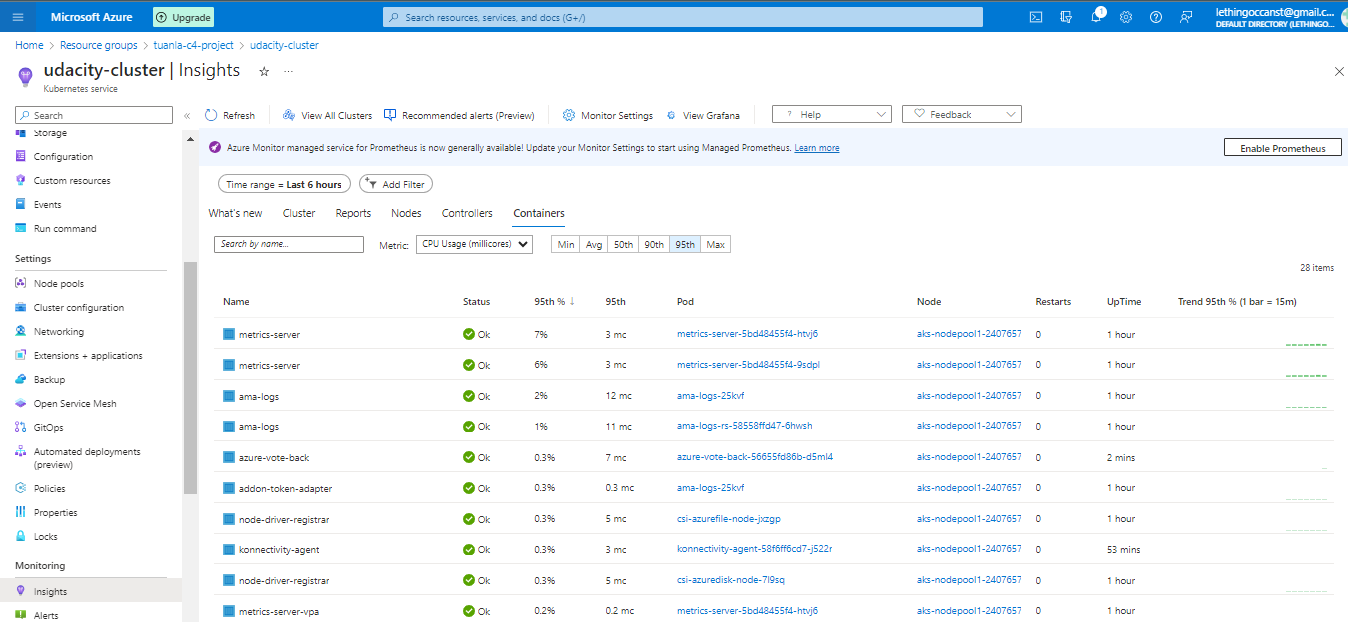 Microsoft Azure
Upgrade
Search resources, services, and docs (G+/)
1
lethingoccanst@gmail.c...
DEFAULT DIRECTORY (LETHINGO...
Home > Resource groups > tuanla-c4-project > udacity-cluster
udacity-cluster | Insights
Kubernetes service
Search
Storage
Configuration
Custom resources
Events
Run command
Settings
Node pools
Cluster configuration
Networking
Extensions + applications
Backup
Open Service Mesh
GitOps
Automated deployments
(preview)
Policies
Properties
Locks
Monitoring
Insights
Alerts
Refresh View All Clusters Recommended alerts (Preview) Monitor Settings View Grafana ? Help Feedback
Azure Monitor managed service for Prometheus is now generally available! Update your Monitor Settings to start using Managed Prometheus. Learn more
Enable Prometheus
Time range = Last 6 hours Add Filter
What's new Cluster Reports Nodes Controllers Containers
Search by name... Metric: CPU Usage (millicores) Min Avg 50th 90th 95th Max
28 items
Name Status 95th % ↓ 95th Pod Node Restarts UpTime Trend 95th % (1 bar = 15m)
metrics-server Ok 7% 3 mc metrics-server-5bd48455f4-htvj6 aks-nodepool1-2407657 0 1 hour
metrics-server Ok 6% 3 mc metrics-server-5bd48455f4-9sdpl aks-nodepool1-2407657 0 1 hour
ama-logs Ok 2% 12 mc ama-logs-25kvf aks-nodepool1-2407657 0 1 hour
ama-logs Ok 1% 11 mc ama-logs-rs-58558ffd47-6hwsh aks-nodepool1-2407657 0 1 hour
azure-vote-back Ok 0.3% 7 mc azure-vote-back-56655fd86b-d5ml4 aks-nodepool1-2407657 0 2 mins
addon-token-adapter Ok 0.3% 0.3 mc ama-logs-25kvf aks-nodepool1-2407657 0 1 hour
node-driver-registrar Ok 0.3% 5 mc csi-azurefile-node-jxzgp aks-nodepool1-2407657 0 1 hour
konnectivity-agent Ok 0.3% 3 mc konnectivity-agent-58f6ff6cd7-j522r aks-nodepool1-2407657 0 53 mins
node-driver-registrar Ok 0.3% 5 mc csi-azuredisk-node-7l9sq aks-nodepool1-2407657 0 1 hour
metrics-server-vpa Ok 0.2% 0.2 mc metrics-server-5bd48455f4-htvj6 aks-nodepool1-2407657 0 1 hour